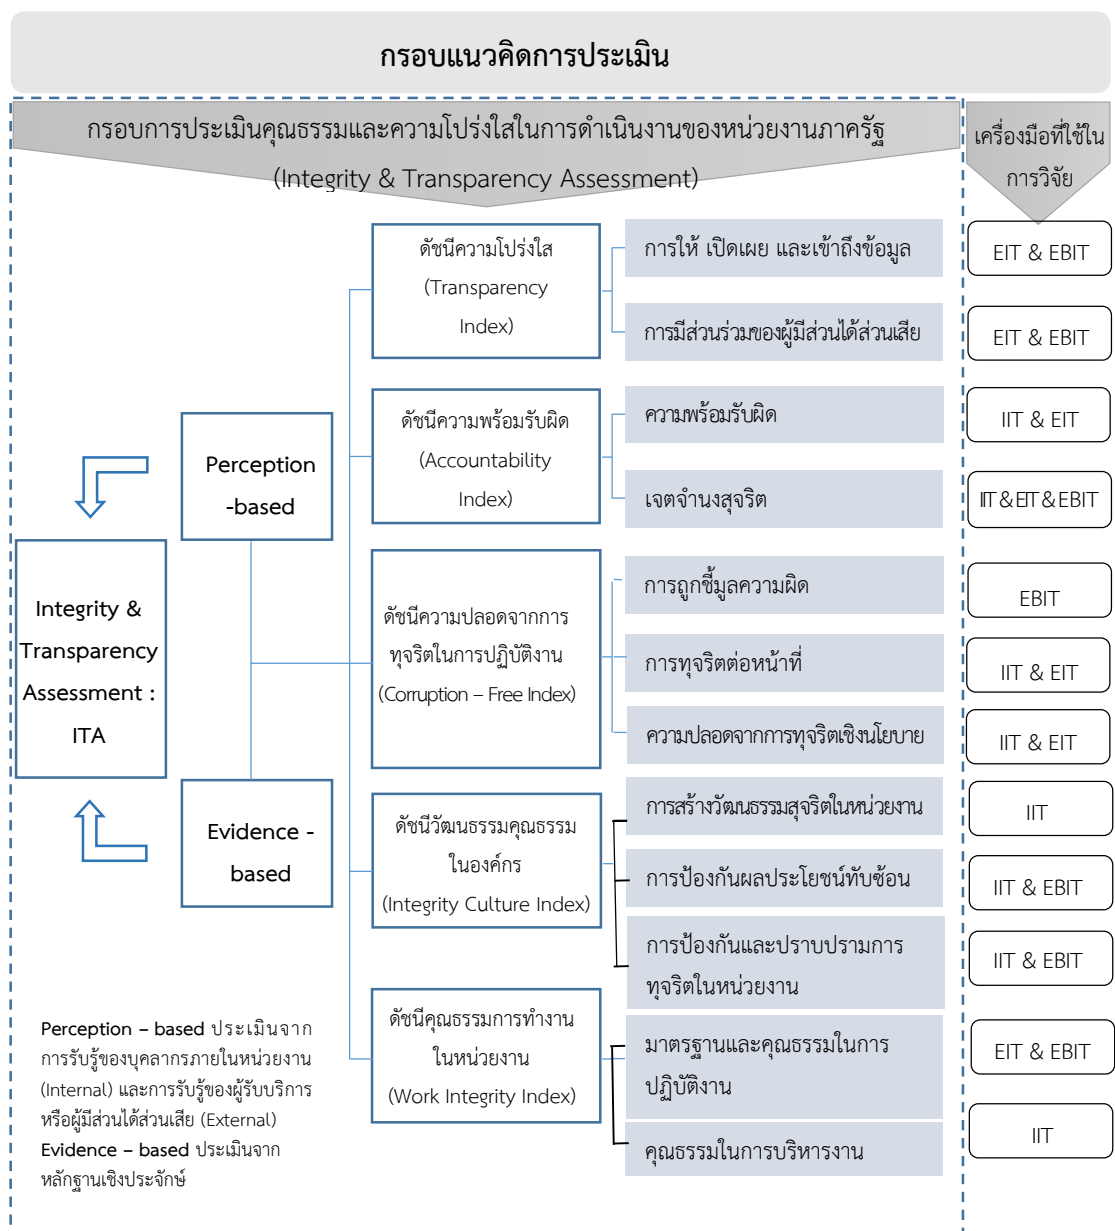 กรอบแนวคิดการประเมิน
กรอบการประเมินคุณธรรมและความโปร่งใสในการดำเนินงานของหน่วยงานภาครัฐ
(Integrity & Transparency Assessment)
เครื่องมือที่ใช้ใน
การวิจัย
Integrity &
Transparency
Assessment :
ITA
Perception
-based
Evidence -
based
ดัชนีความโปร่งใส
(Transparency
Index)
การให้ เปิดเผย และเข้าถึงข้อมูล
EIT & EBIT
การมีส่วนร่วมของผู้มีส่วนได้ส่วนเสีย
EIT & EBIT
ดัชนีความพร้อมรับผิด
(Accountability
Index)
ความพร้อมรับผิด
IIT & EIT
เจตจำนงสุจริต
IIT & EIT & EBIT
ดัชนีความปลอดจากการ
ทุจริตในการปฏิบัติงาน
(Corruption – Free Index)
การถูกชี้มูลความผิด
EBIT
การทุจริตต่อหน้าที่
IIT & EIT
ความปลอดจากการทุจริตเชิงนโยบาย
IIT & EIT
ดัชนีวัฒนธรรมคุณธรรม
ในองค์กร
(Integrity Culture Index)
การสร้างวัฒนธรรมสุจริตในหน่วยงาน
IIT
การป้องกันผลประโยชน์ทับซ้อน
IIT & EBIT
การป้องกันและปราบปรามการ
ทุจริตในหน่วยงาน
IIT & EBIT
ดัชนีคุณธรรมการทำงาน
ในหน่วยงาน
(Work Integrity Index)
มาตรฐานและคุณธรรมในการ
ปฏิบัติงาน
EIT & EBIT
คุณธรรมในการบริหารงาน
IIT
Perception – based ประเมินจาก
การรับรู้ของบุคลากรภายในหน่วยงาน
(Internal) และการรับรู้ของผู้รับบริการ
หรือผู้มีส่วนได้ส่วนเสีย (External)
Evidence – based ประเมินจาก
หลักฐานเชิงประจักษ์